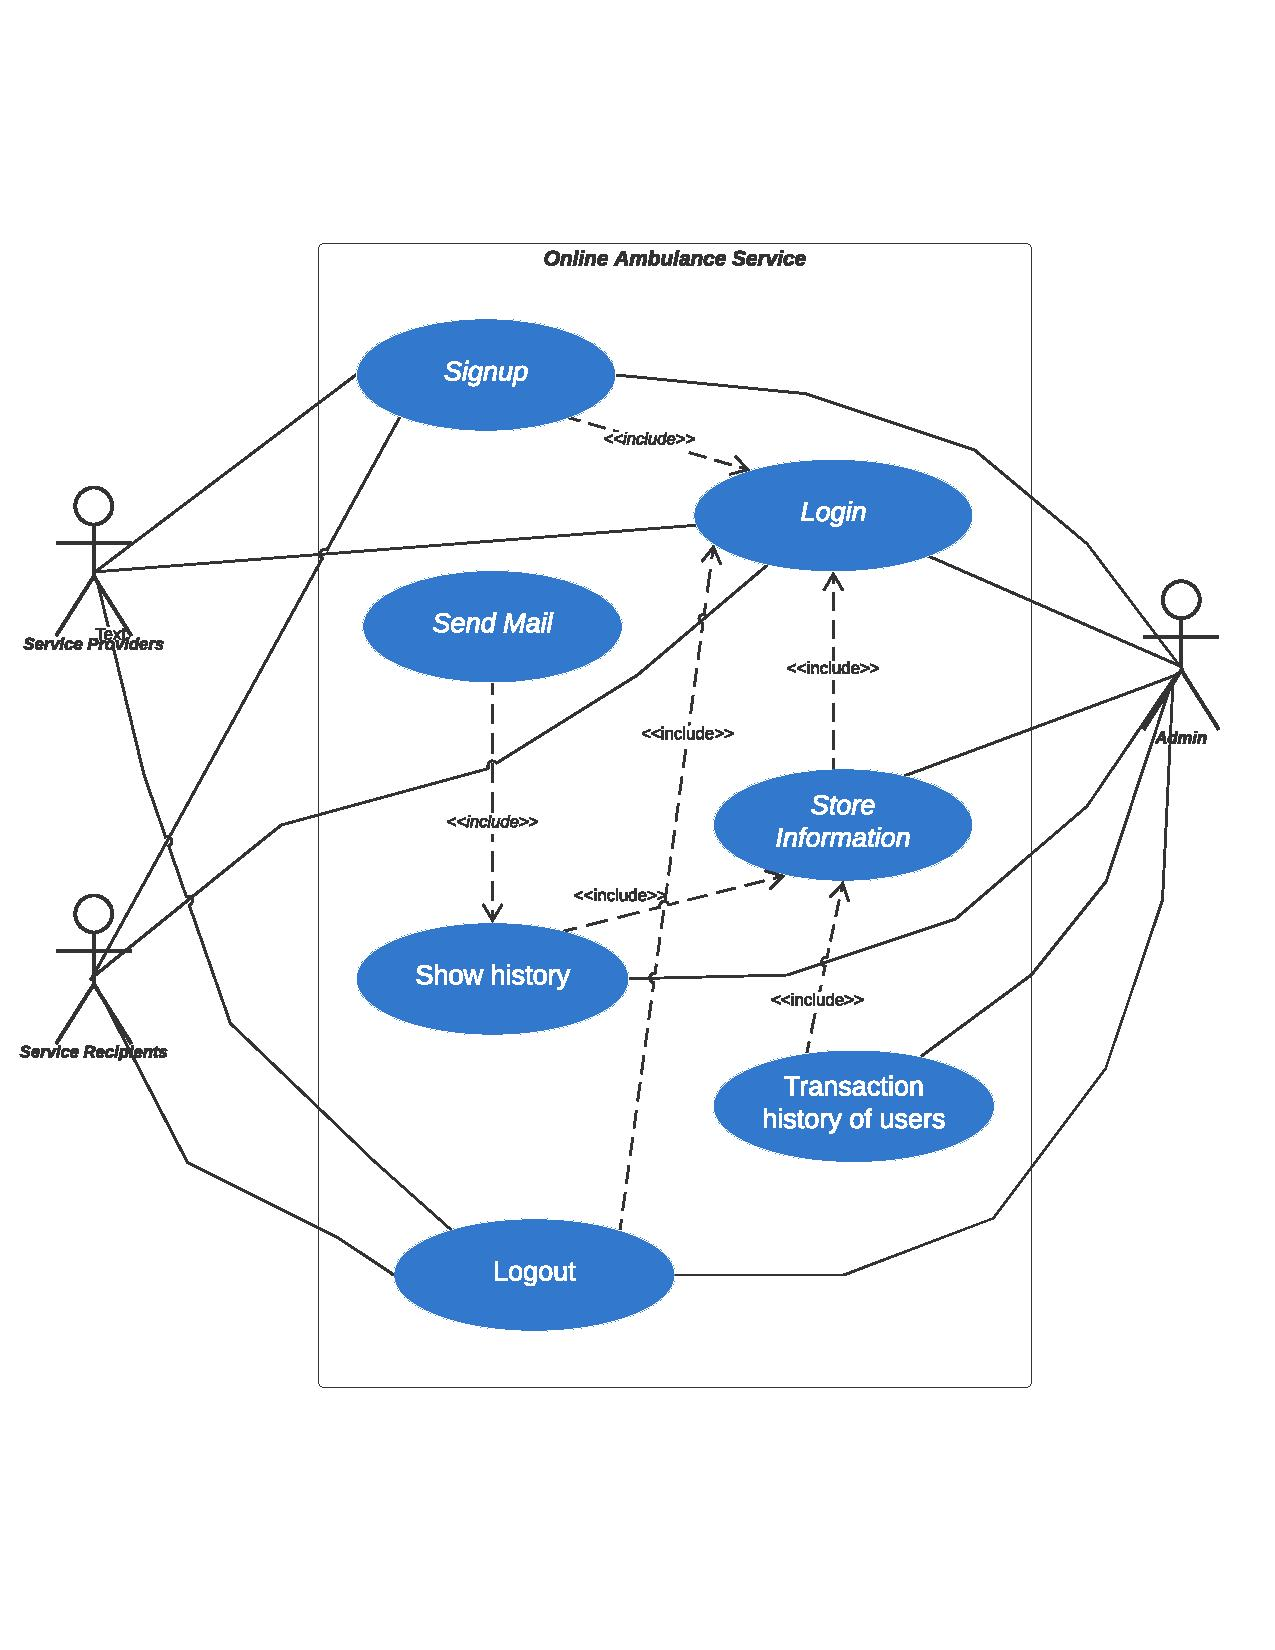 Online Ambulance Service
Signup
<<include>>
Login
Send Mail
Text
Service Providers
<<include>>
<<include>>
Admin
Store
Information
<<include>>
<<include>>
Show history
<<include>>
Service Recipients
Transaction
history of users
Logout